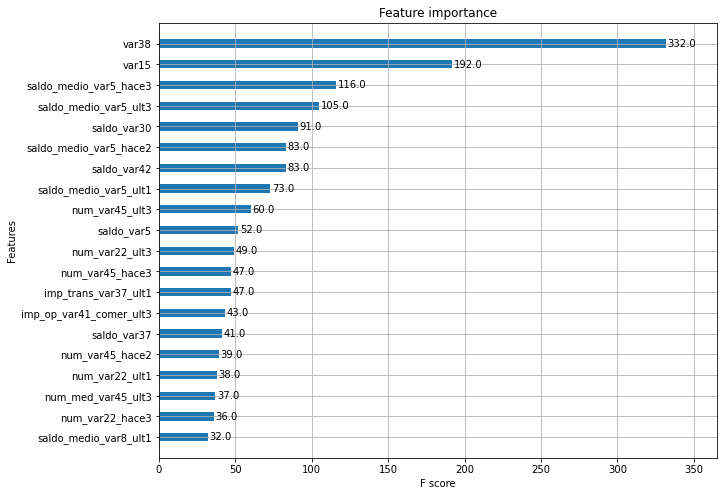 Feature importance
var38 332.0
var15 192.0
saldo_medio_var5_hace3 116.0
saldo_medio_var5_ult3 105.0
saldo_var30 91.0
saldo_medio_var5_hace2 83.0
saldo_var42 83.0
saldo_medio_var5_ult1 73.0
num_var45_ult3 60.0
saldo_var5 52.0
num_var22_ult3 49.0
num_var45_hace3 47.0
imp_trans_var37_ult1 47.0
imp_op_var41_comer_ult3 43.0
saldo_var37 41.0
num_var45_hace2 39.0
num_var22_ult1 38.0
num_med_var45_ult3 37.0
num_var22_hace3 36.0
saldo_medio_var8_ult1 32.0
Features
0 50 100 150 200 250 300 350
F score